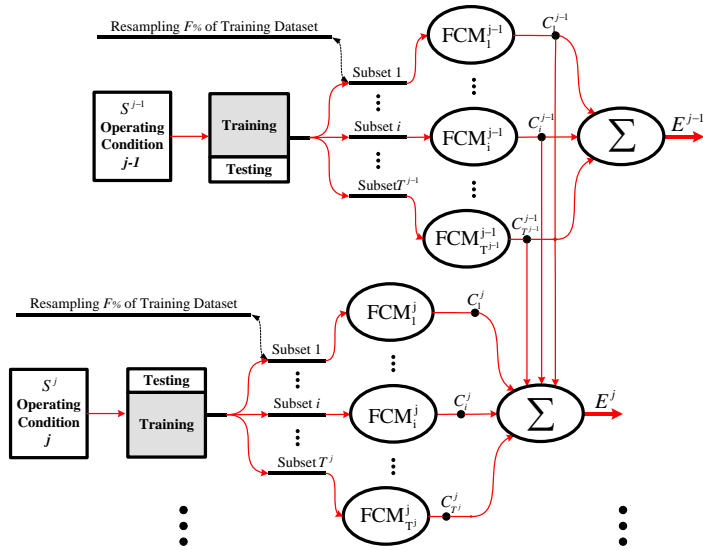 Resampling F% of Training Dataset
S^{j-1}
Operating
Condition
j-1
Training
Testing
Subset 1
Subset i
SubsetT^{j-1}
FCM_1^{j-1}
FCM_i^{j-1}
FCM_{T^{j-1}}^{j-1}
C_1^{j-1}
C_i^{j-1}
C_{T^{j-1}}^{j-1}
∑
E^{j-1}
Resampling F% of Training Dataset
S^j
Operating
Condition
j
Testing
Training
Subset 1
Subset i
Subset T^j
FCM_1^j
FCM_i^j
FCM_{T^j}^j
C_1^j
C_i^j
C_{T^j}^j
∑
E^j